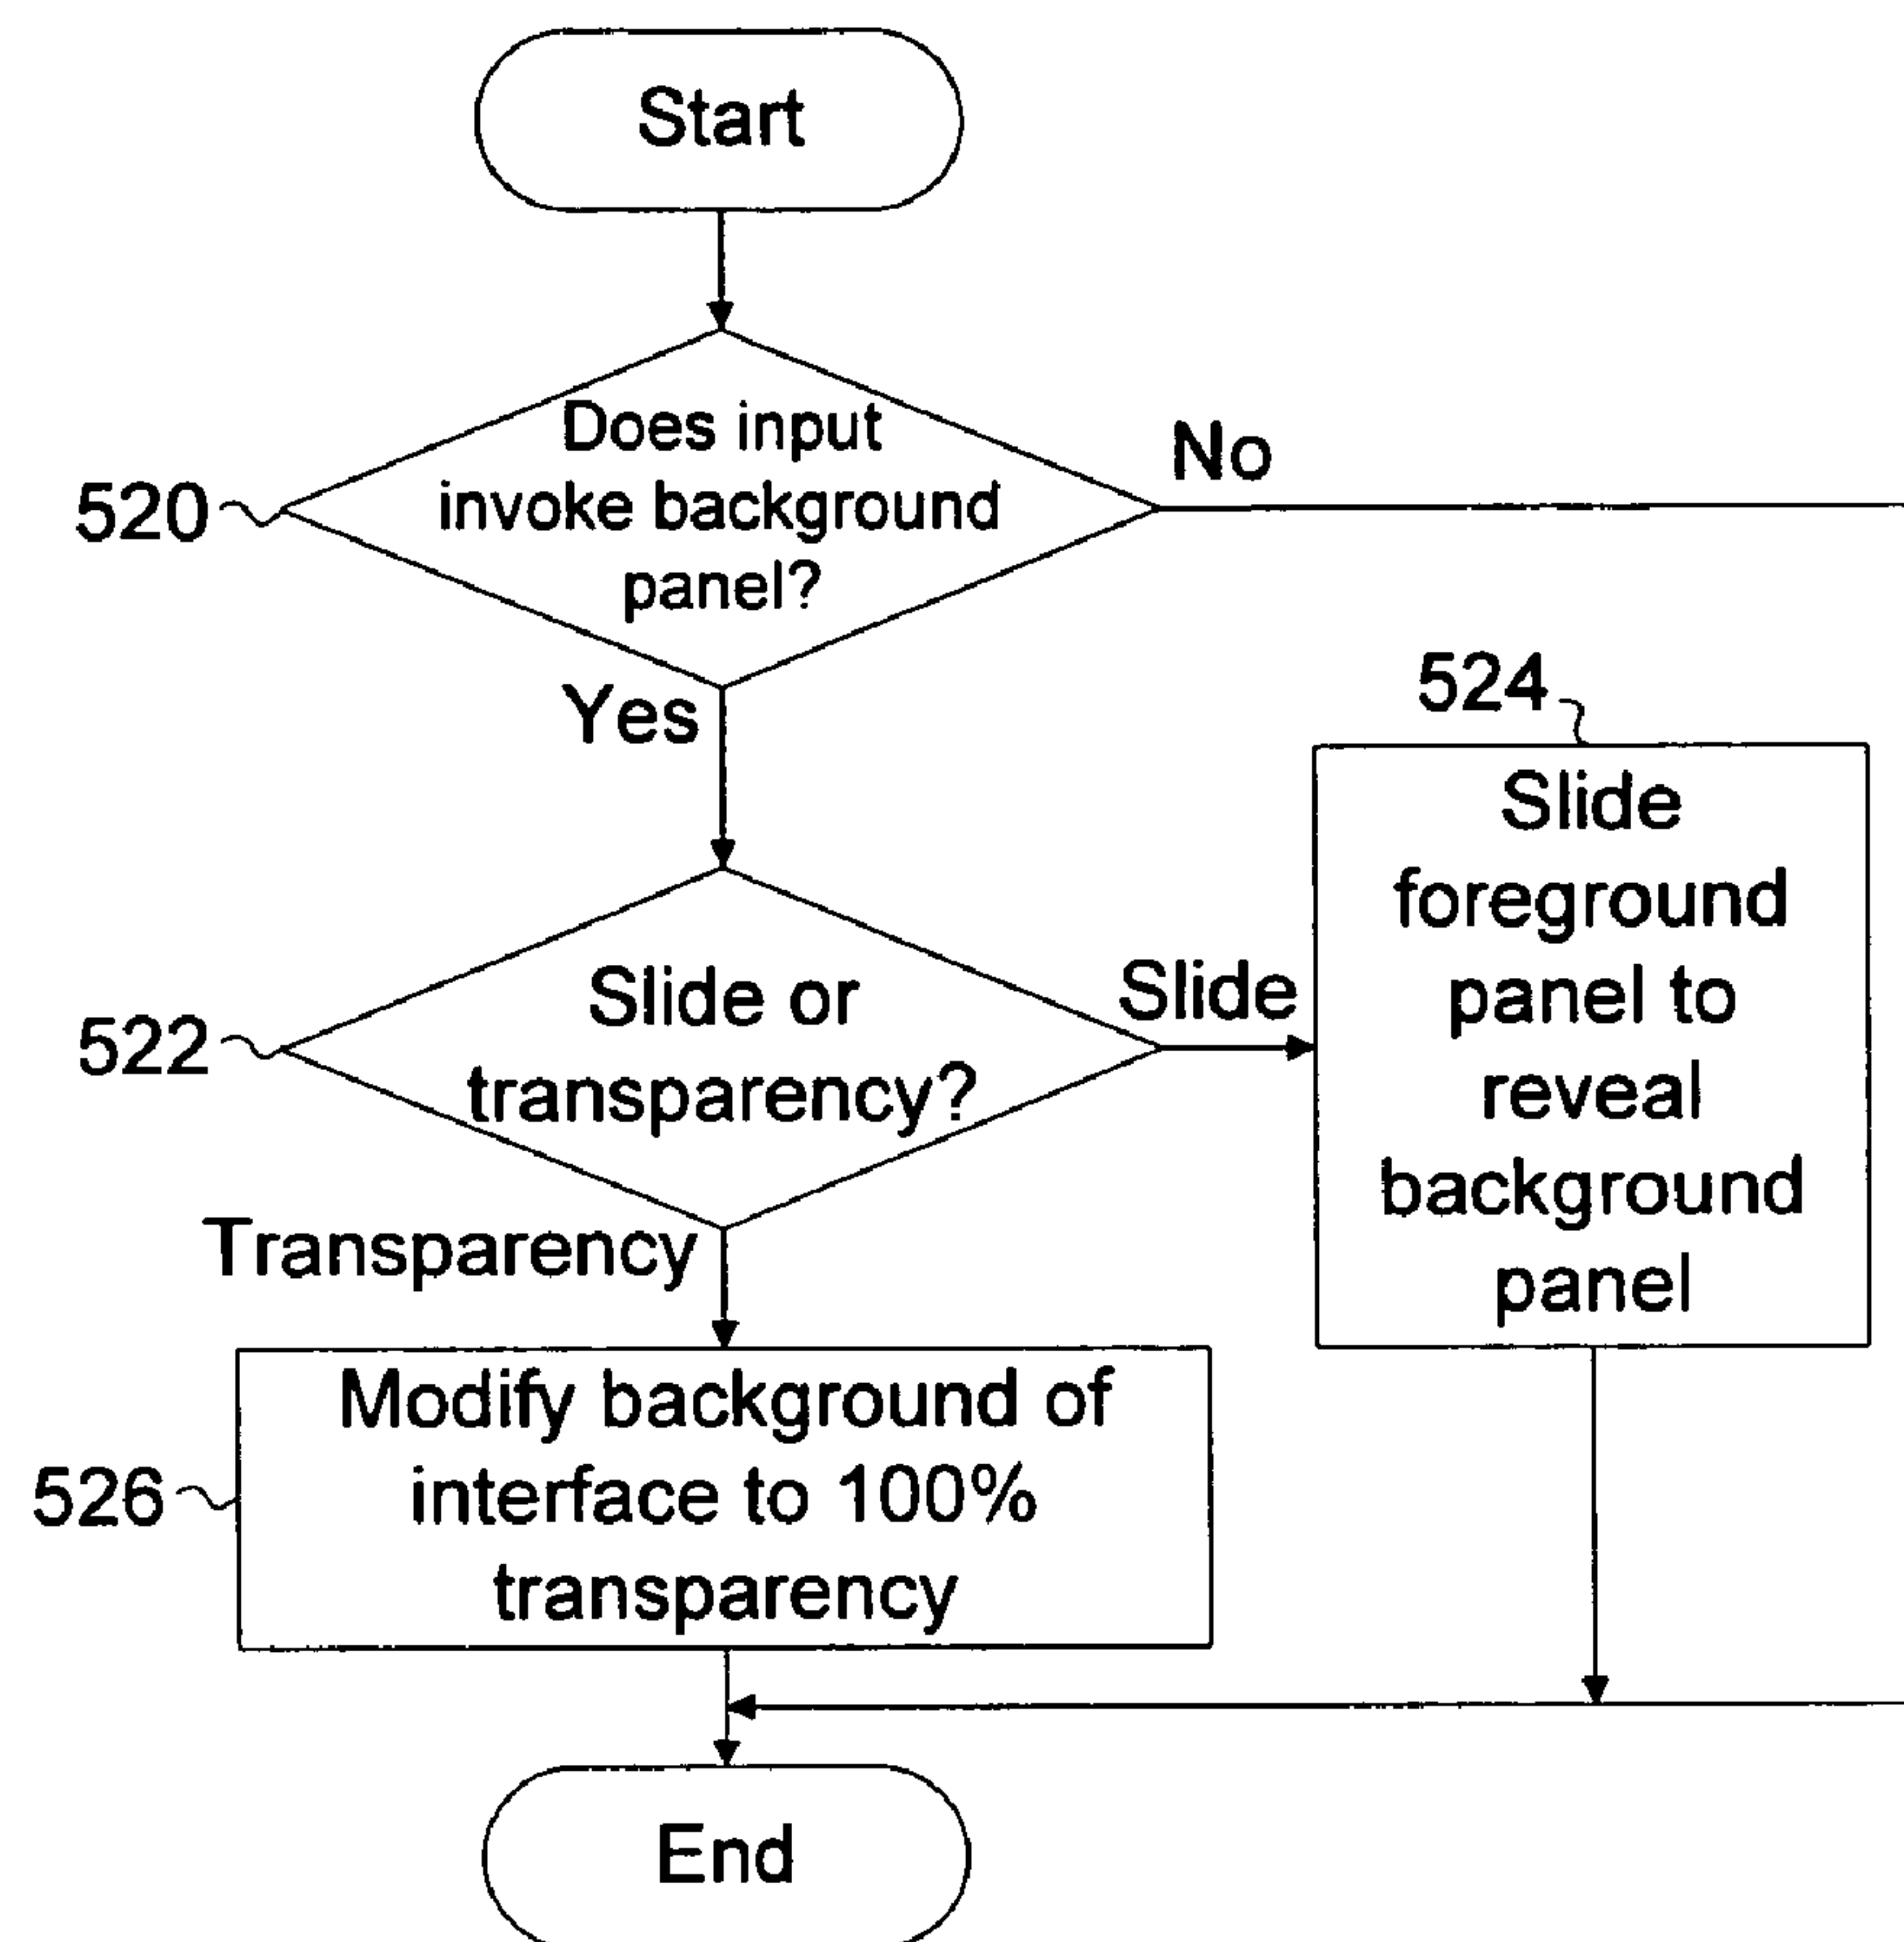 Start
Does input
invoke background
panel?
520
No
Yes
524
Slide
foreground
panel to
reveal
background
panel
Slide or
transparency?
522
Slide
Transparency
Modify background of
interface to 100%
transparency
526
End